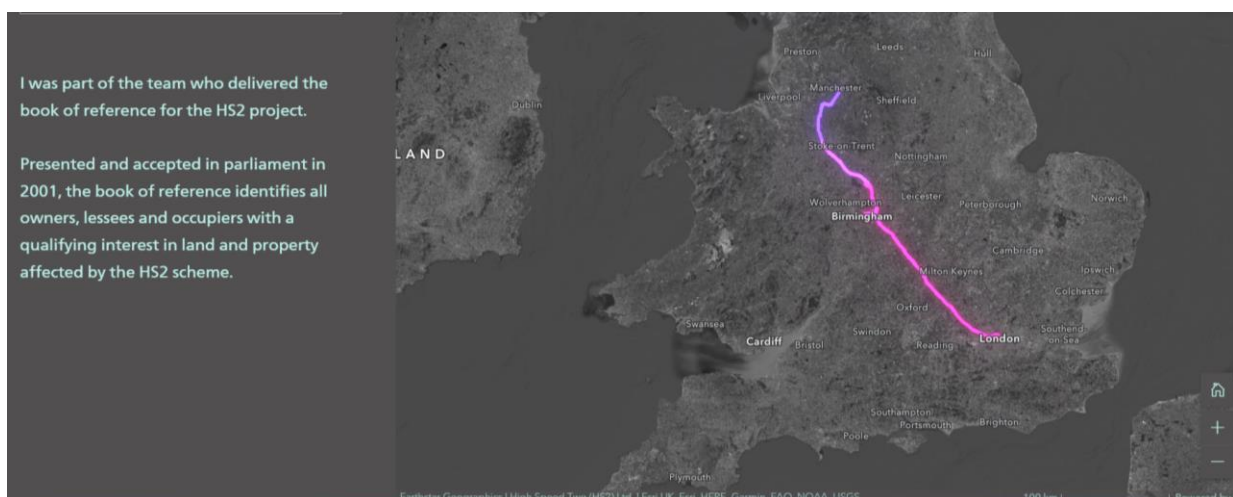 I was part of the team who delivered the
book of reference for the HS2 project.
Presented and accepted in parliament in
2001, the book of reference identifies all
owners, lessees and occupiers with a
qualifying interest in land and property
affected by the HS2 scheme.
Preston
Leeds
Hull
Liverpool
Manchester
Sheffield
Dublin
LAND
Stoke-on-Trent
Nottingham
Wolverhampton
Leicester
Peterborough
Norwich
Birmingham
Cambridge
Milton Keynes
Ipswich
Colchester
Oxford
Swansea
Swindon
Southend
on-Sea
Cardiff
Bristol
Reading
London
Southampton
Portsmouth
Brighton
Poole
Plymouth
+
−